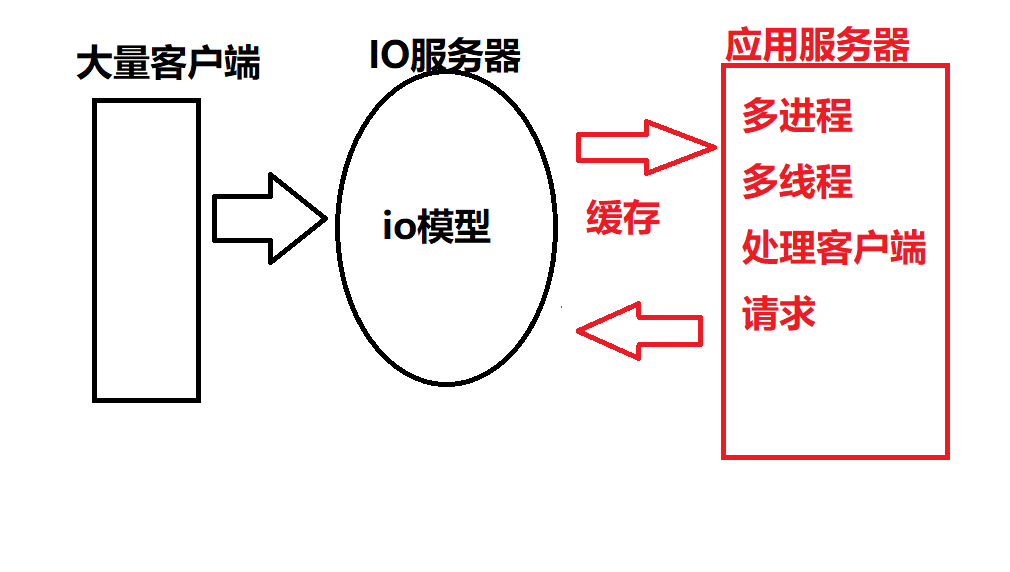 大量客户端
IO服务器
应用服务器
io模型
缓存
多进程
多线程
处理客户端
请求